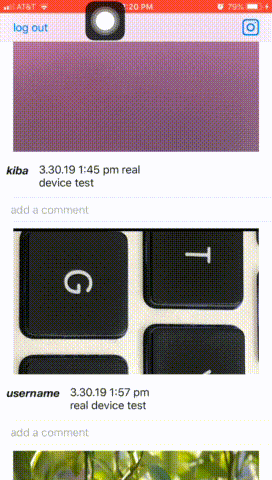 AT&T
2:20 PM
79%
log out
kiba 3.30.19 1:45 pm real
device test
add a comment
G
T
username 3.30.19 1:57 pm
real device test
add a comment